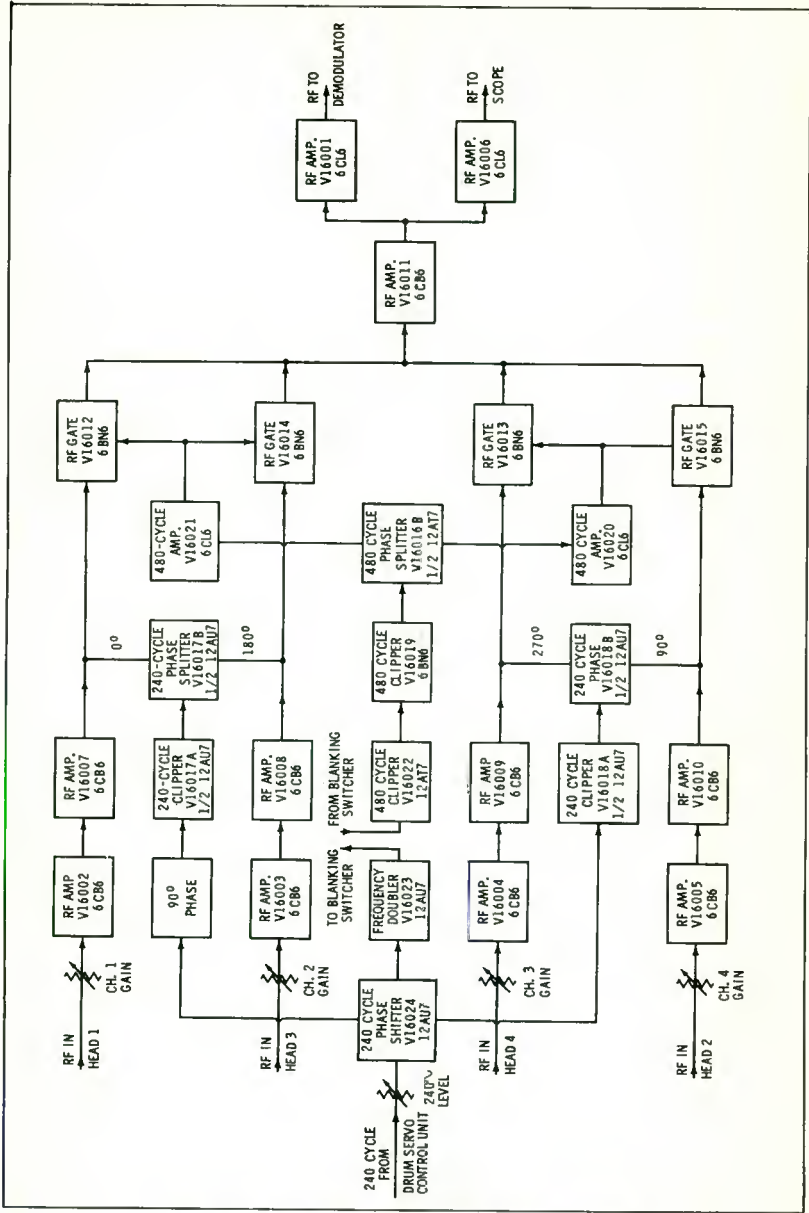 RF IN
HEAD 1
CH. 1
GAIN
RF AMP
V16002
6CB6
RF AMP.
V16007
6CB6
0°
RF GATE
V16012
6BN6
90°
PHASE
240-CYCLE
CLIPPER
V16017A
1/2 12AU7
240-CYCLE
PHASE
SPLITTER
V16017B
1/2 12AU7
480-CYCLE
AMP.
V16021
6CL6
180°
RF IN
HEAD 3
CH. 2
GAIN
RF AMP.
V16003
6CB6
RF AMP.
V16008
6CB6
RF GATE
V16014
6BN6
240 CYCLE
FROM
DRUM SERVO
CONTROL UNIT
LEVEL
240 CYCLE
PHASE
SHIFTER
V16024
12AU7
TO BLANKING
SWITCHER
FREQUENCY
DOUBLER
V16023
12AU7
FROM BLANKING
SWITCHER
480 CYCLE
CLIPPER
V16022
12AT7
480 CYCLE
CLIPPER
V16019
6BN6
480 CYCLE
PHASE
SPLITTER
V16016B
1/2 12AT7
RF AMP.
V16011
6CB6
RF AMP.
V16001
6CL6
RF TO
DEMODULATOR
RF AMP.
V16006
6CL6
RF TO
SCOPE
RF IN
HEAD 4
CH. 3
GAIN
RF AMP.
V16004
6CB6
RF AMP
V16009
6CB6
270°
RF GATE
V16013
6BN6
240 CYCLE
CLIPPER
V16018A
1/2 12AU7
240 CYCLE
PHASE
V16018B
1/2 12AU7
480 CYCLE
AMP.
V16020
6CL6
90°
RF IN
HEAD 2
CH. 4
GAIN
RF AMP.
V16005
6CB6
RF AMP.
V16010
6CB6
RF GATE
V16015
6BN6